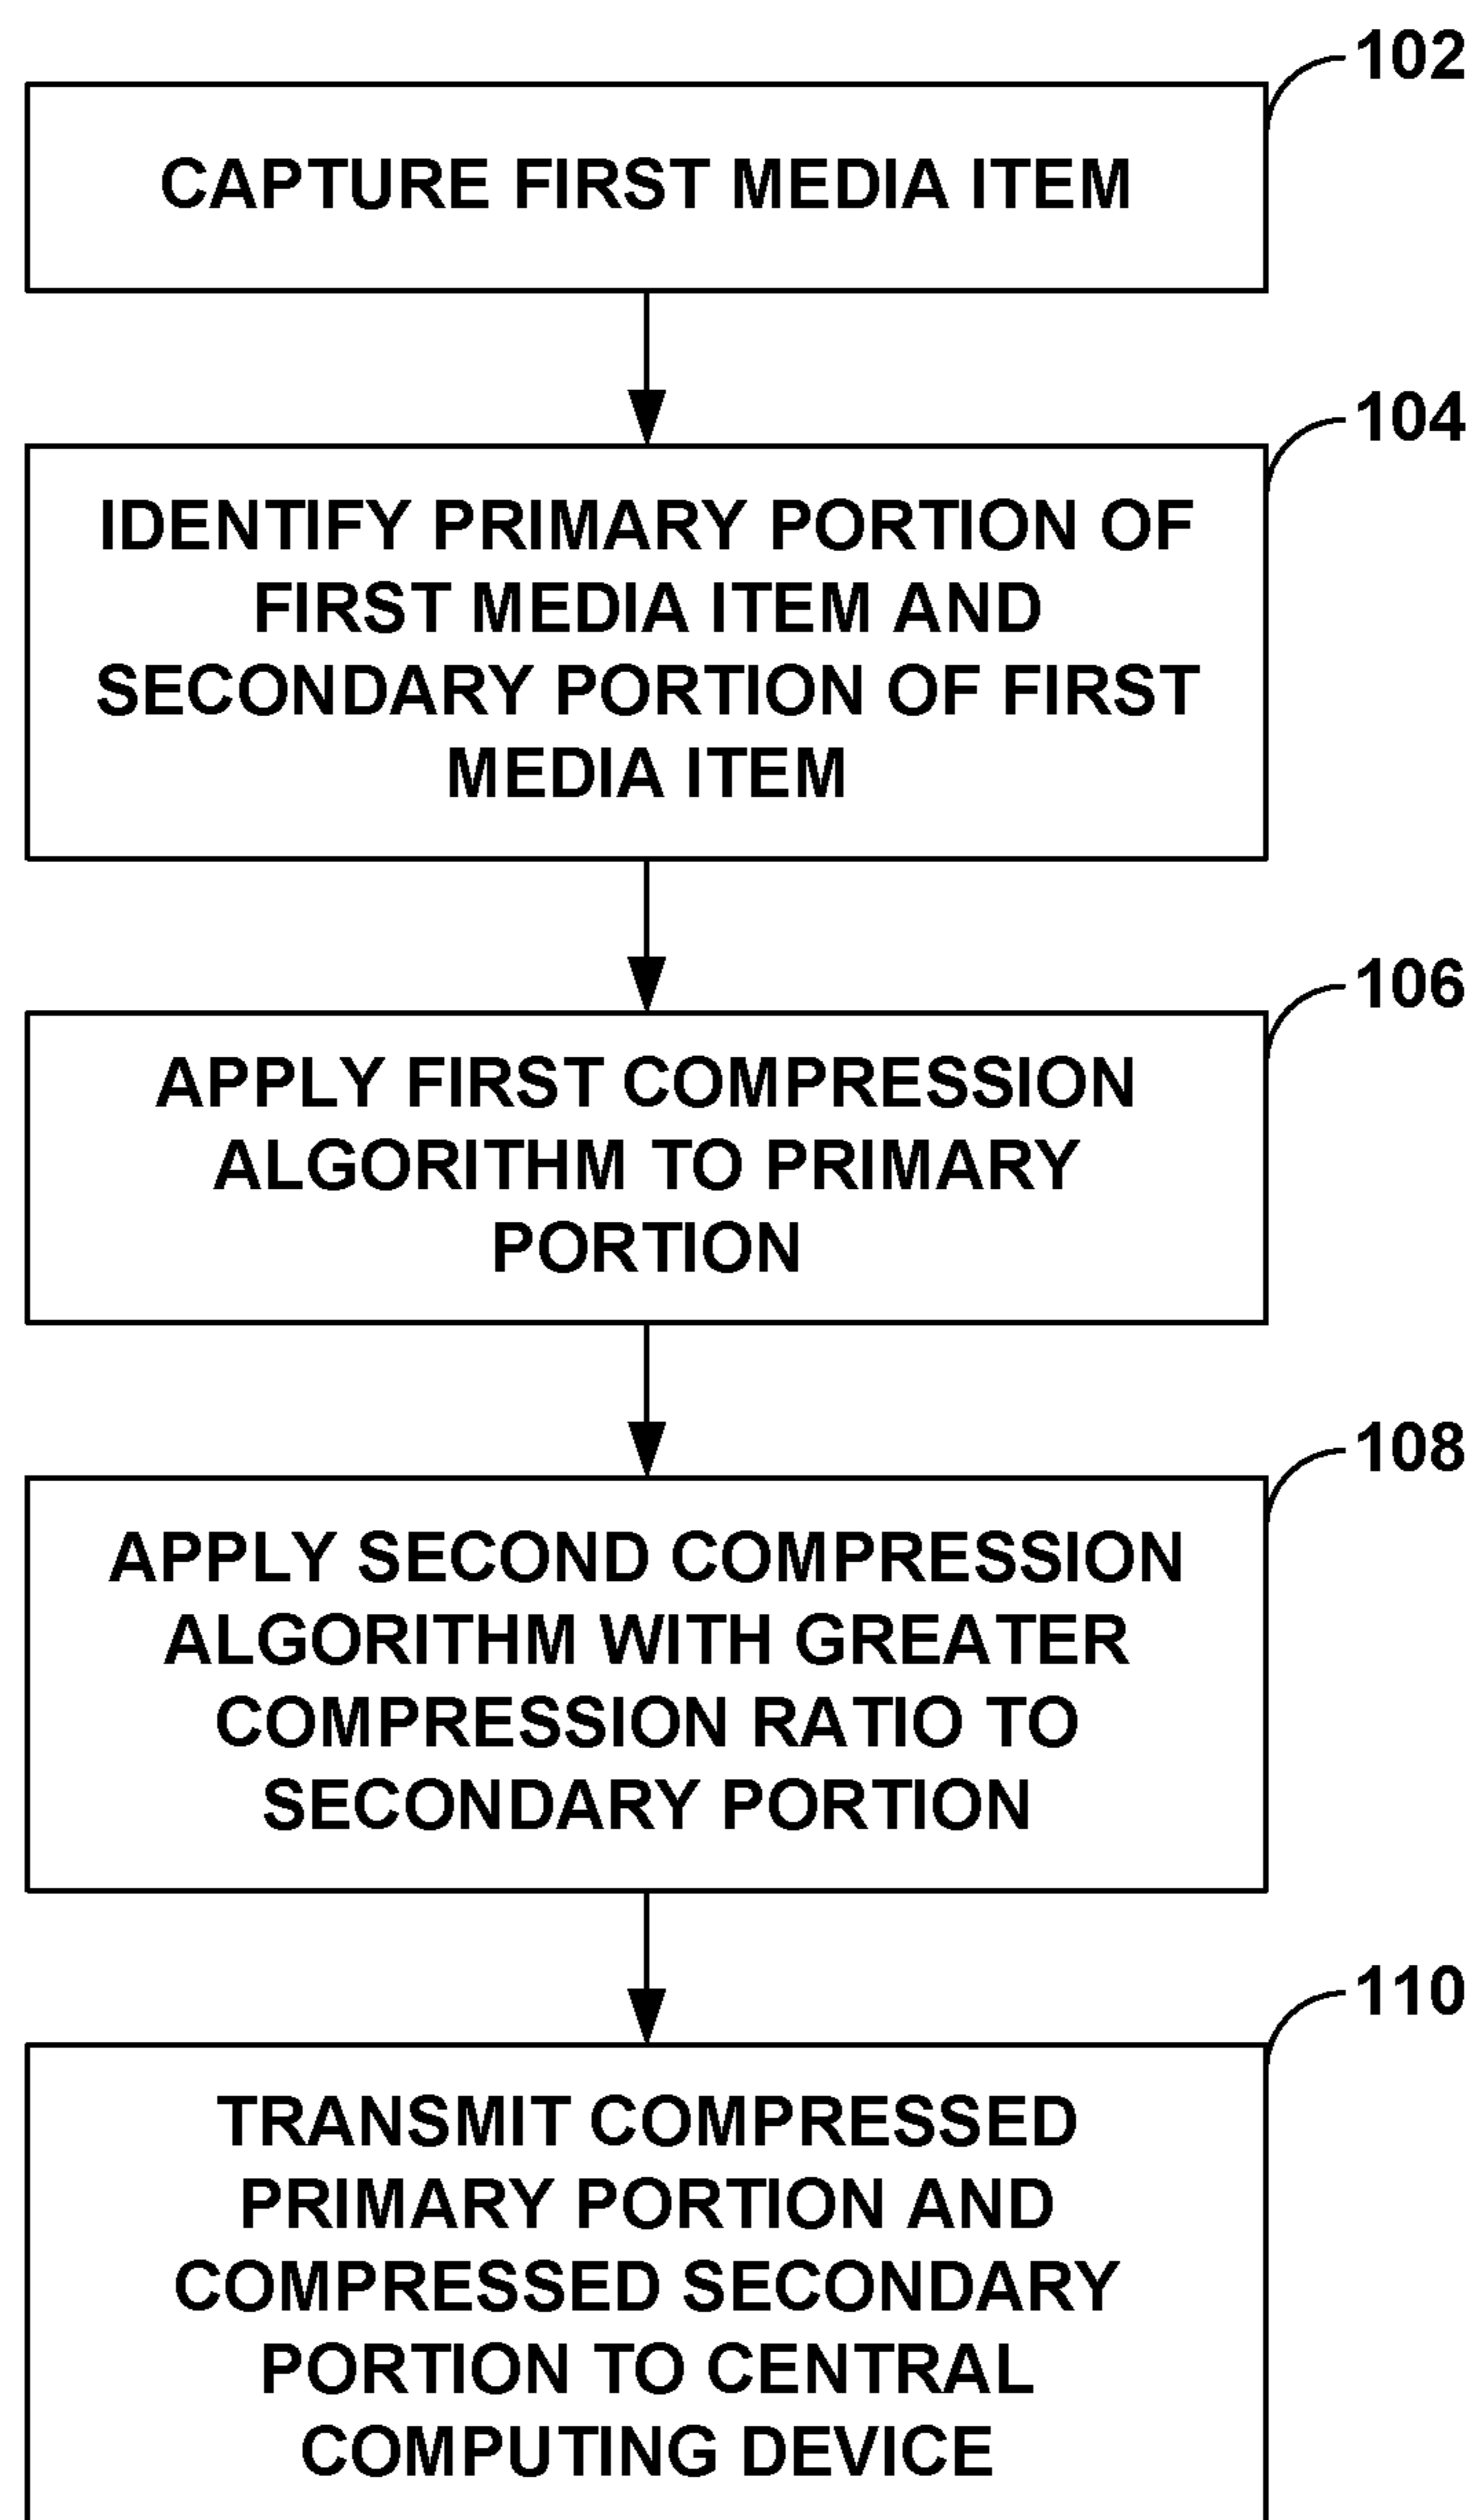 102
CAPTURE FIRST MEDIA ITEM
104
IDENTIFY PRIMARY PORTION OF
FIRST MEDIA ITEM AND
SECONDARY PORTION OF FIRST
MEDIA ITEM
106
APPLY FIRST COMPRESSION
ALGORITHM TO PRIMARY
PORTION
108
APPLY SECOND COMPRESSION
ALGORITHM WITH GREATER
COMPRESSION RATIO TO
SECONDARY PORTION
110
TRANSMIT COMPRESSED
PRIMARY PORTION AND
COMPRESSED SECONDARY
PORTION TO CENTRAL
COMPUTING DEVICE